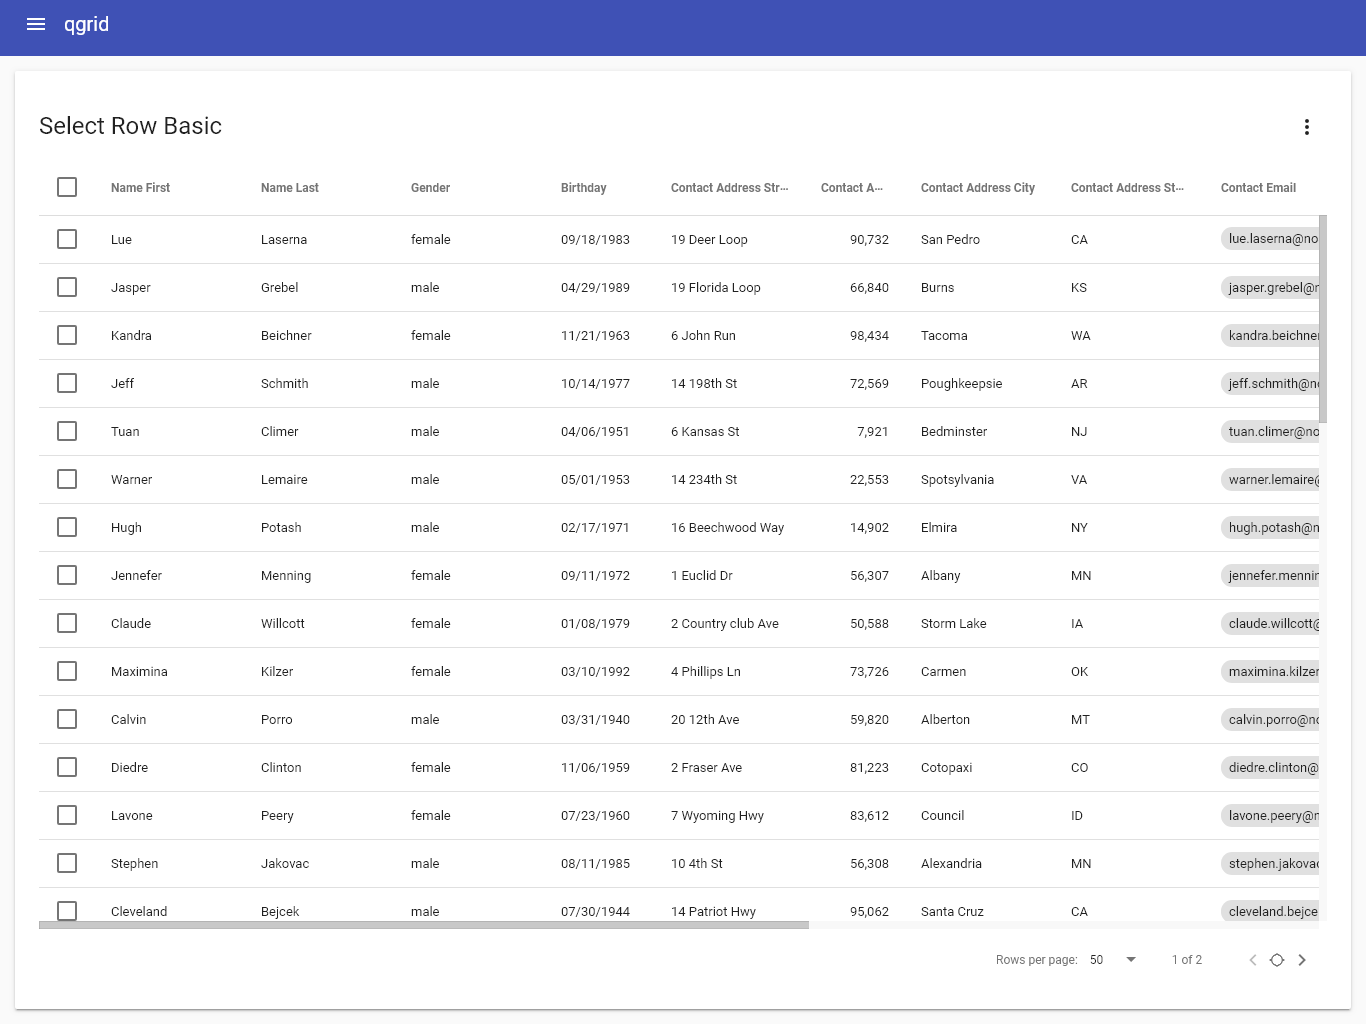 qgrid
Select Row Basic
Name First Name Last Gender Birthday Contact Address Str... Contact A... Contact Address City Contact Address St... Contact Email
Lue Laserna female 09/18/1983 19 Deer Loop 90,732 San Pedro CA lue.laserna@no
Jasper Grebel male 04/29/1989 19 Florida Loop 66,840 Burns KS jasper.grebel@n
Kandra Beichner female 11/21/1963 6 John Run 98,434 Tacoma WA kandra.beichner
Jeff Schmith male 10/14/1977 14 198th St 72,569 Poughkeepsie AR jeff.schmith@no
Tuan Climer male 04/06/1951 6 Kansas St 7,921 Bedminster NJ tuan.climer@no
Warner Lemaire male 05/01/1953 14 234th St 22,553 Spotsylvania VA warner.lemaire@
Hugh Potash male 02/17/1971 16 Beechwood Way 14,902 Elmira NY hugh.potash@n
Jennefer Menning female 09/11/1972 1 Euclid Dr 56,307 Albany MN jennefer.mennin
Claude Willcott female 01/08/1979 2 Country club Ave 50,588 Storm Lake IA claude.willcott@
Maximina Kilzer female 03/10/1992 4 Phillips Ln 73,726 Carmen OK maximina.kilzer
Calvin Porro male 03/31/1940 20 12th Ave 59,820 Alberton MT calvin.porro@no
Diedre Clinton female 11/06/1959 2 Fraser Ave 81,223 Cotopaxi CO diedre.clinton@
Lavone Peery female 07/23/1960 7 Wyoming Hwy 83,612 Council ID lavone.peery@n
Stephen Jakovac male 08/11/1985 10 4th St 56,308 Alexandria MN stephen.jakovac
Cleveland Bejcek male 07/30/1944 14 Patriot Hwy 95,062 Santa Cruz CA cleveland.bejce
Rows per page: 50 1 of 2